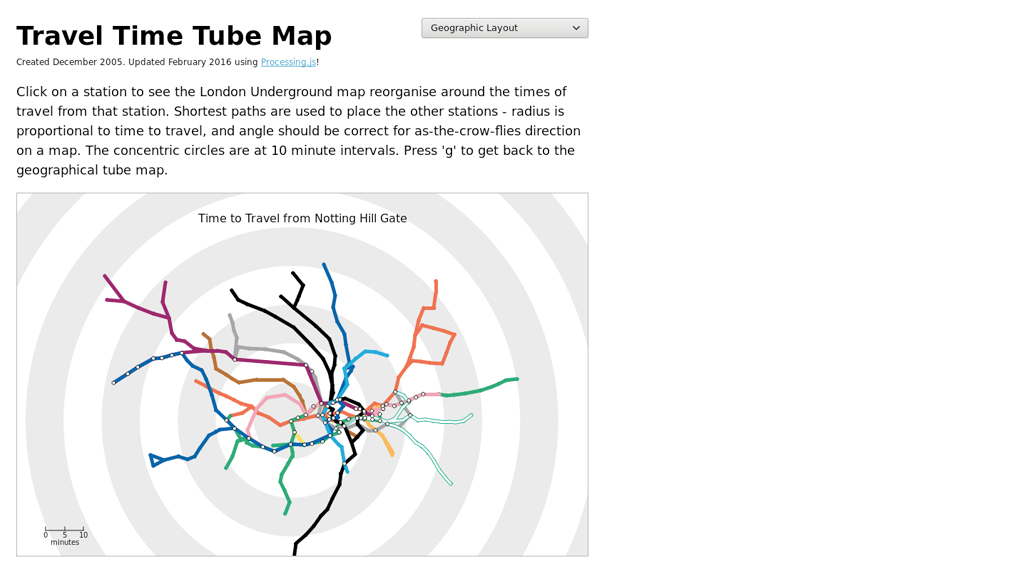 Travel Time Tube Map
Geographic Layout
Created December 2005. Updated February 2016 using Processing.js!
Click on a station to see the London Underground map reorganise around the times of
travel from that station. Shortest paths are used to place the other stations - radius is
proportional to time to travel, and angle should be correct for as-the-crow-flies direction
on a map. The concentric circles are at 10 minute intervals. Press 'g' to get back to the
geographical tube map.
Time to Travel from Notting Hill Gate
0 5 10
minutes